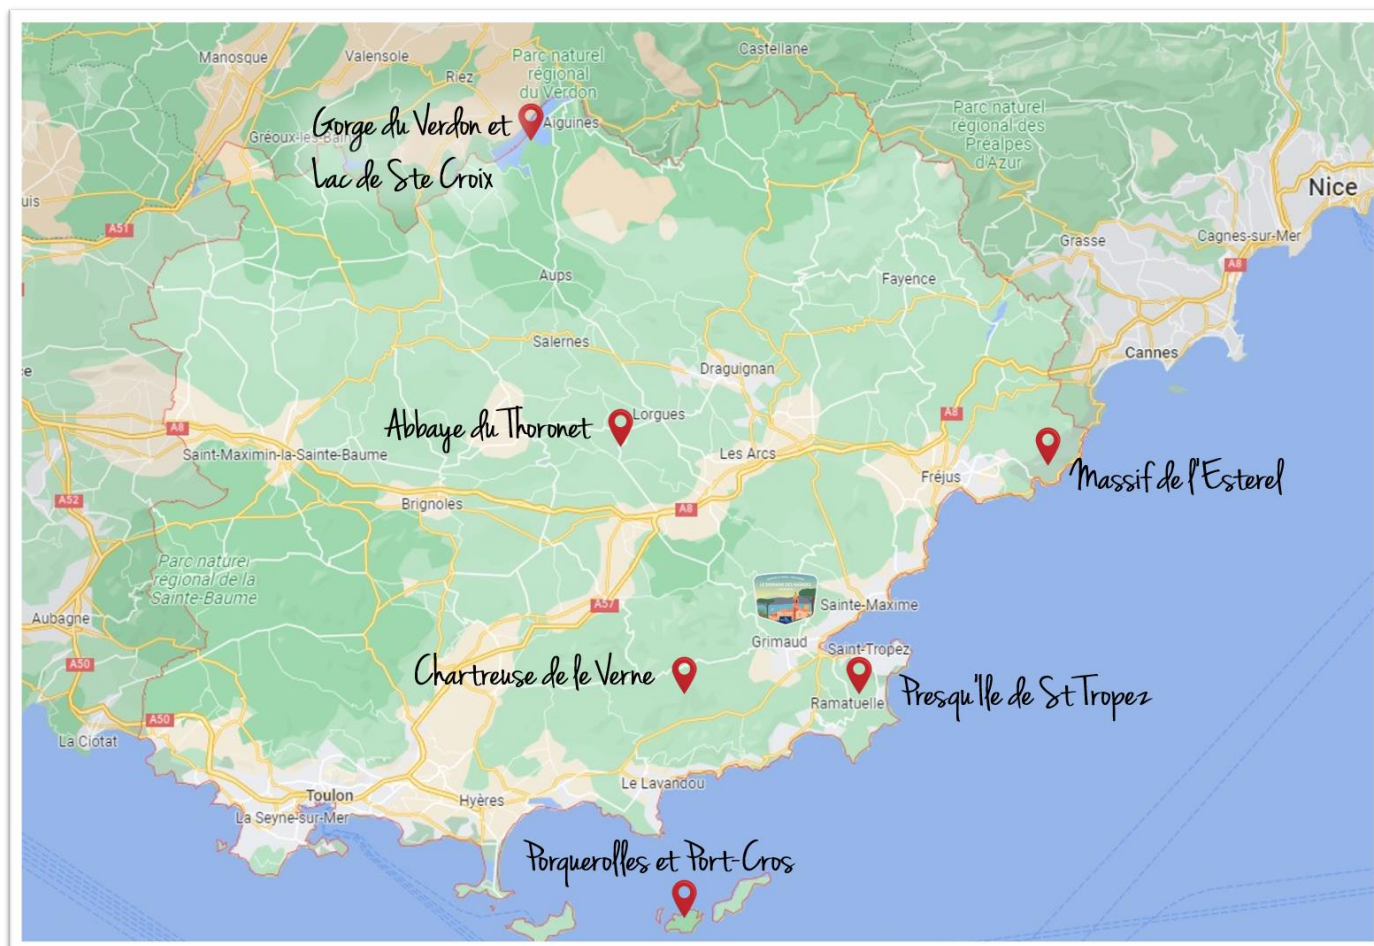 Manosque
Valensole
Castellane
Riez
Parc naturel
régional
du Verdon
Gorge du Verdon et
Lac de Ste Croix
Aiguines
Parc naturel
régional des
Préalpes
d'Azur
Nice
A51
Grasse
Cagnes-sur-Mer
A8
Aups
Fayence
Salernes
Draguignan
Cannes
A8
A8
Abbaye du Thoronet
Lorgues
Saint-Maximin-la-Sainte-Baume
Les Arcs
Fréjus
Massif de l'Esterel
A52
Brignoles
A8
Parc naturel
régional de la
Sainte-Baume
Aubagne
A57
Sainte-Maxime
Grimaud
Saint-Tropez
A50
Chartreuse de le Verne
Ramatuelle
Presqu'Ile de St Tropez
A50
La Ciotat
Le Lavandou
Toulon
Hyères
La Seyne-sur-Mer
Porquerolles et Port-Cros